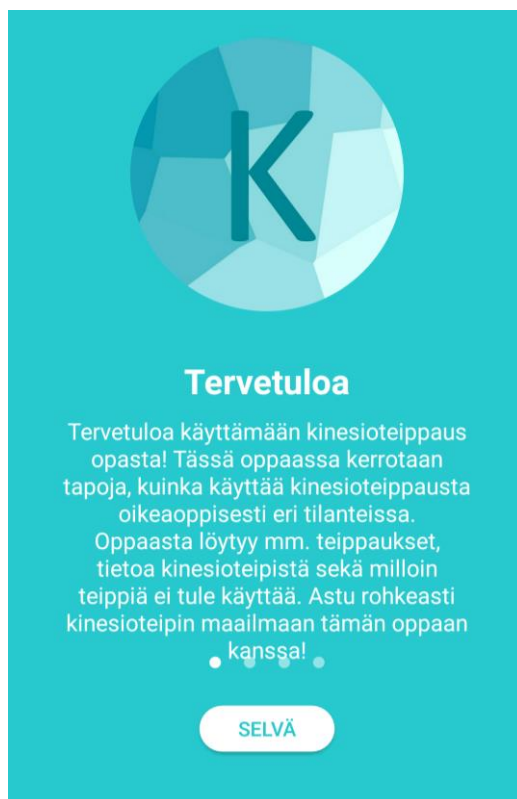 K
Tervetuloa
Tervetuloa käyttämään kinesioteippaus
opasta! Tässä oppaassa kerrotaan
tapoja, kuinka käyttää kinesioteippausta
oikeaoppisesti eri tilanteissa.
Oppaasta löytyy mm. teippaukset,
tietoa kinesioteipistä sekä milloin
teippiä ei tule käyttää. Astu rohkeasti
kinesioteipin maailmaan tämän oppaan
kanssa!
SELVÄ